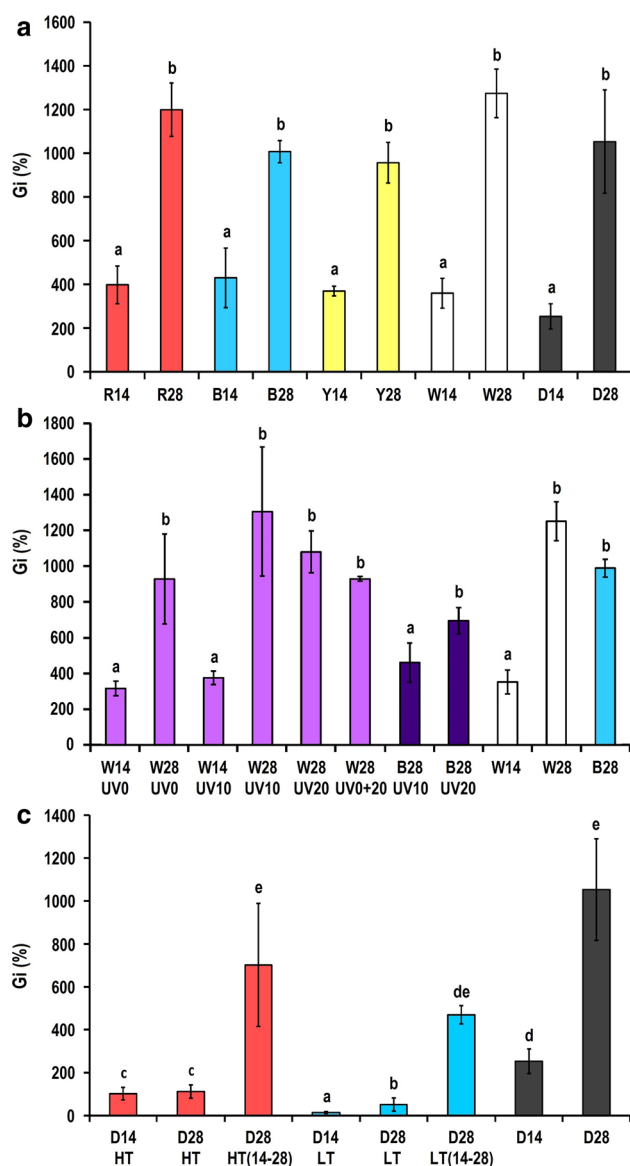 a
1600
1400
1200
1000
800
600
400
200
0
Gi (%)
a b a b a b a b a b
R14 R28 B14 B28 Y14 Y28 W14 W28 D14 D28
b
1800
1600
1400
1200
1000
800
600
400
200
0
Gi (%)
a b a b b b a b a b b
W14 W28 W14 W28 W28 W28 B28 B28 W14 W28 B28
UV0 UV0 UV10 UV10 UV20 UV0+20 UV10 UV20
c
1400
1200
1000
800
600
400
200
0
Gi (%)
c c e a b de d e
D14 D28 D28 D14 D28 D28 D14 D28
HT HT HT(14-28) LT LT LT(14-28)